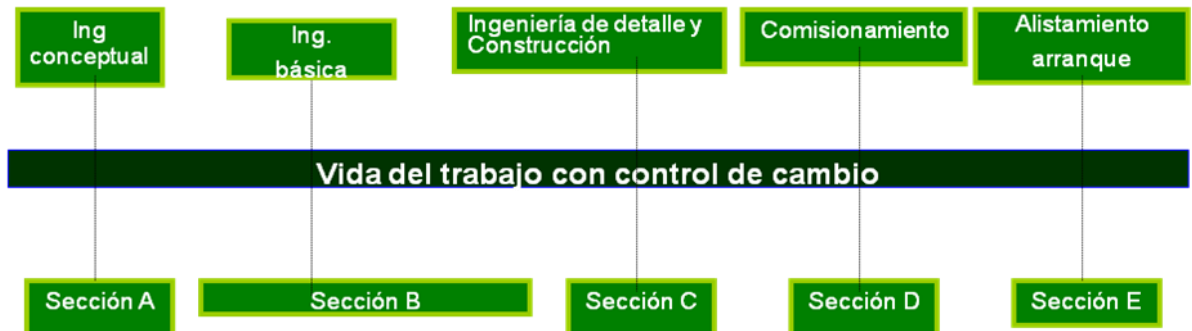 Ing
conceptual
Ing.
básica
Ingeniería de detalle y
Construcción
Comisionamiento
Alistamiento
arranque
Vida del trabajo con control de cambio
Sección A
Sección B
Sección C
Sección D
Sección E